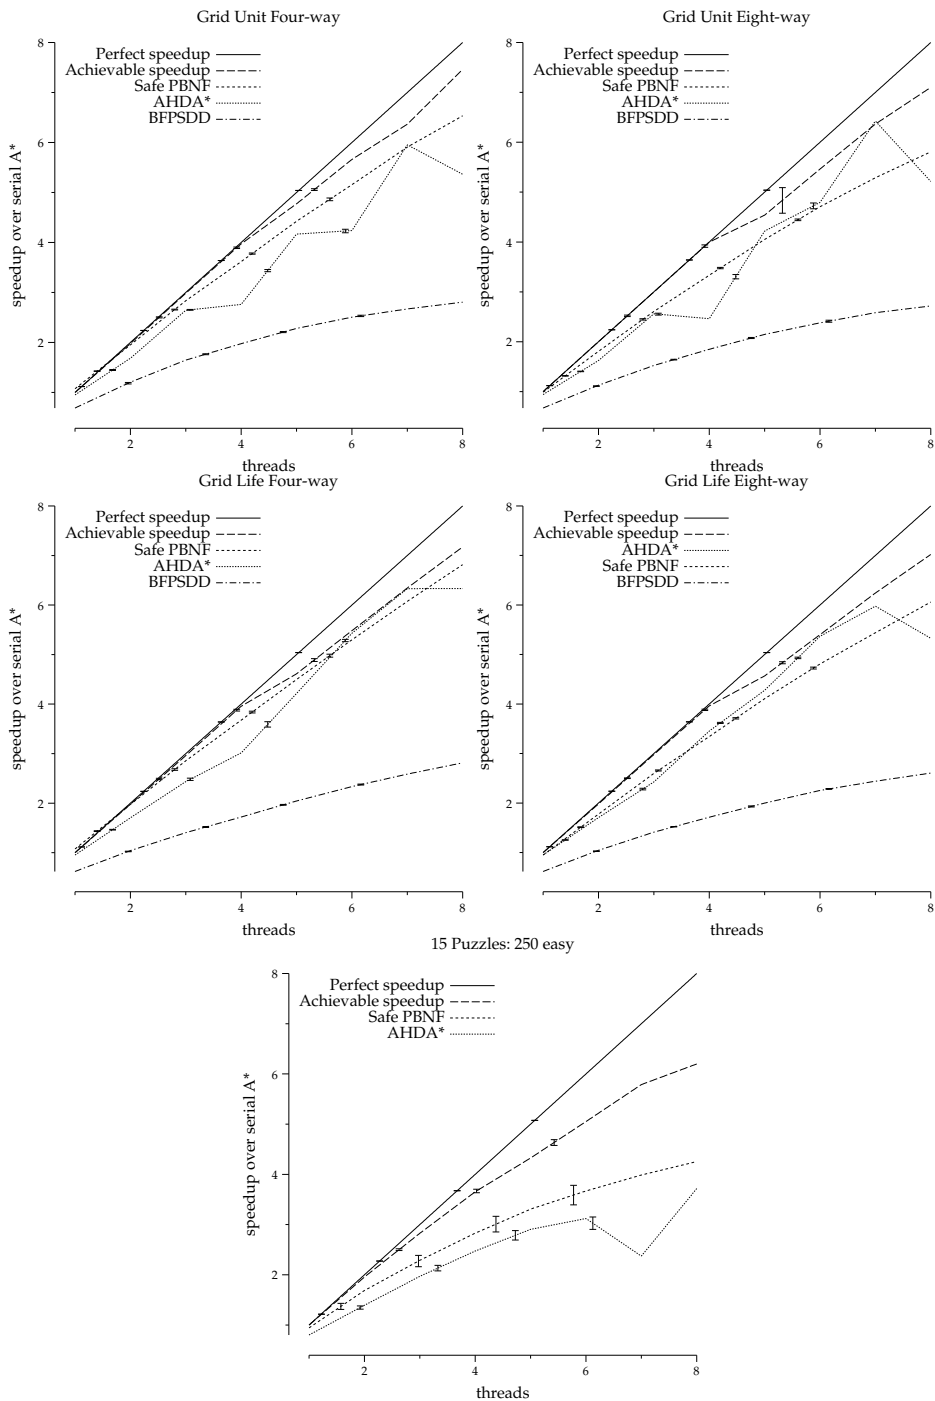 Grid Unit Four-way
Perfect speedup
Achievable speedup
Safe PBNF
AHDA*
BFPSDD
speedup over serial A*
8
6
4
2
2
4
6
8
threads
Grid Unit Eight-way
Perfect speedup
Achievable speedup
Safe PBNF
AHDA*
BFPSDD
speedup over serial A*
8
6
4
2
2
4
6
8
threads
Grid Life Four-way
Perfect speedup
Achievable speedup
Safe PBNF
AHDA*
BFPSDD
speedup over serial A*
8
6
4
2
2
4
6
8
threads
Grid Life Eight-way
Perfect speedup
Achievable speedup
AHDA*
Safe PBNF
BFPSDD
speedup over serial A*
8
6
4
2
2
4
6
8
threads
15 Puzzles: 250 easy
Perfect speedup
Achievable speedup
Safe PBNF
AHDA*
speedup over serial A*
8
6
4
2
2
4
6
8
threads